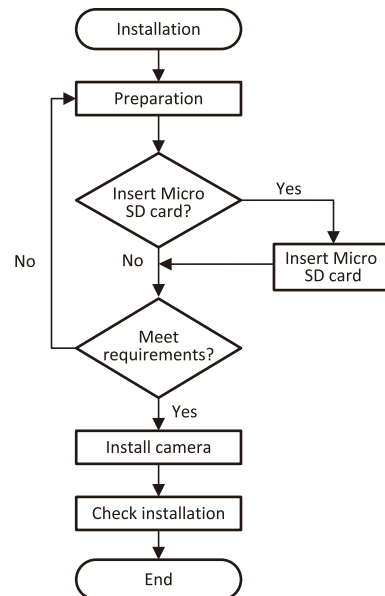 Installation
Preparation
Insert Micro
SD card?
Yes
No
No
Insert Micro
SD card
Meet
requirements?
Yes
Install camera
Check installation
End